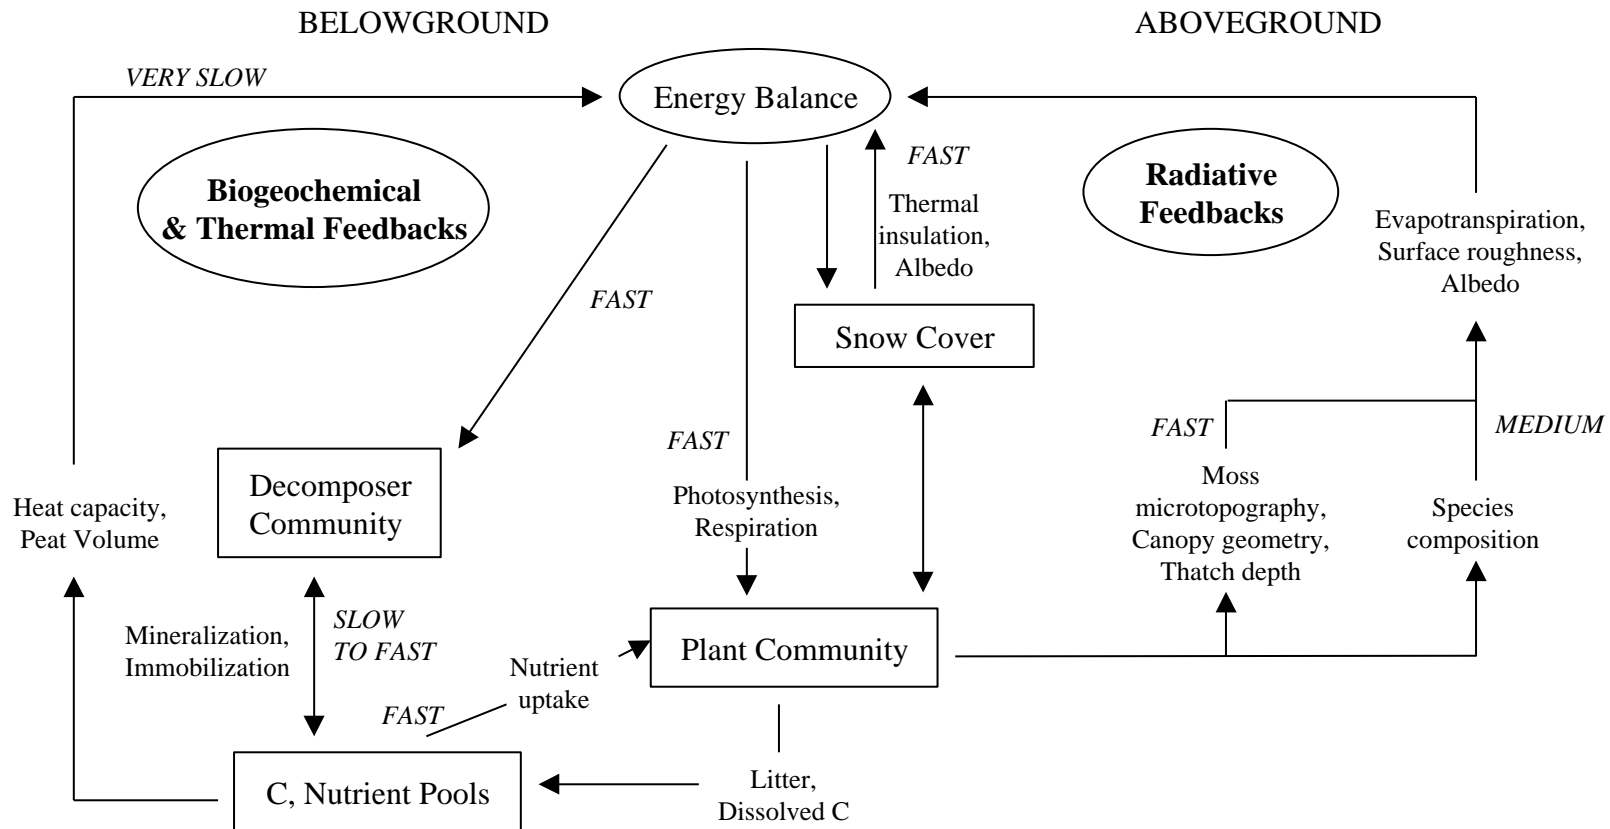 BELOWGROUND
ABOVEGROUND
VERY SLOW
Energy Balance
FAST
Biogeochemical
& Thermal Feedbacks
Radiative
Feedbacks
Thermal
insulation,
Albedo
Evapotranspiration,
Surface roughness,
Albedo
FAST
Snow Cover
FAST
FAST
MEDIUM
Decomposer
Community
Heat capacity,
Peat Volume
Photosynthesis,
Respiration
Moss
microtopography,
Canopy geometry,
Thatch depth
Species
composition
Mineralization,
Immobilization
SLOW
TO FAST
Plant Community
Nutrient
uptake
FAST
C, Nutrient Pools
Litter,
Dissolved C